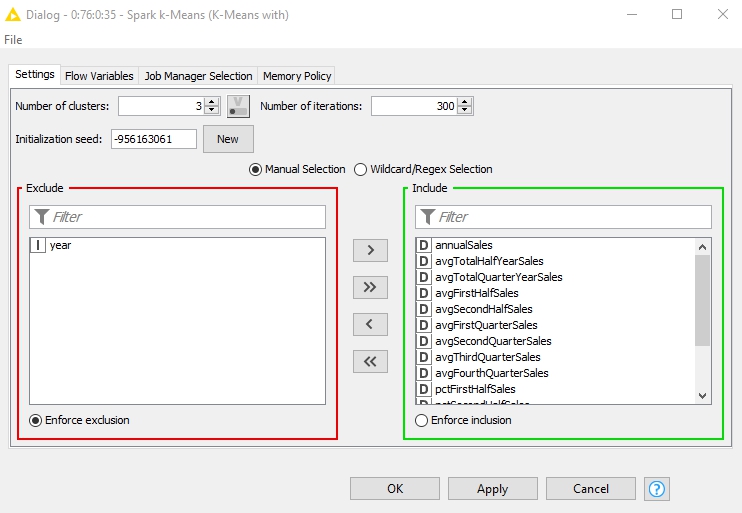 Dialog - 0:76:0:35 - Spark k-Means (K-Means with)
File
Settings Flow Variables Job Manager Selection Memory Policy
Number of clusters: 3 V Number of iterations: 300
Initialization seed: -956163061 New
Manual Selection Wildcard/Regex Selection
Exclude Include
Filter Filter
I year > D annualSales
D avgTotalHalfYearSales
D avgTotalQuarterYearSales
>> D avgFirstHalfSales
D avgSecondHalfSales
< D avgFirstQuarterSales
D avgSecondQuarterSales
<< D avgThirdQuarterSales
D avgFourthQuarterSales
D pctFirstHalfSales
D pctSecondHalfSales
Enforce exclusion Enforce inclusion
OK Apply Cancel ?